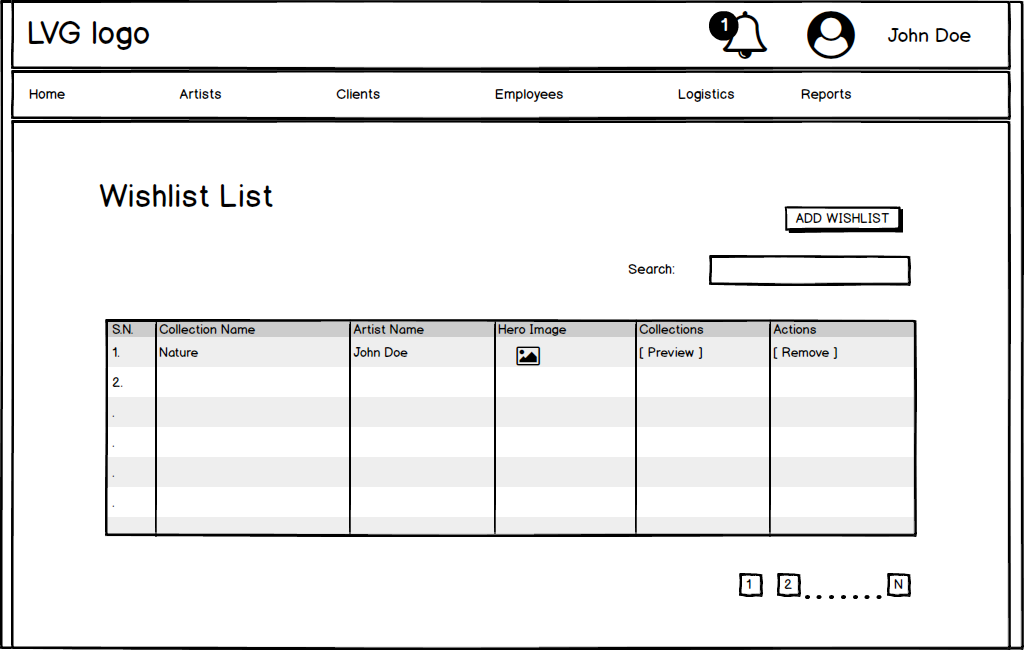 LVG logo
1
John Doe
Home Artists Clients Employees Logistics Reports
Wishlist List
ADD WISHLIST
Search:
S.N. Collection Name Artist Name Hero Image Collections Actions
1. Nature John Doe [ Preview ] [ Remove ]
2.
.
.
.
.
1 2 ....... N